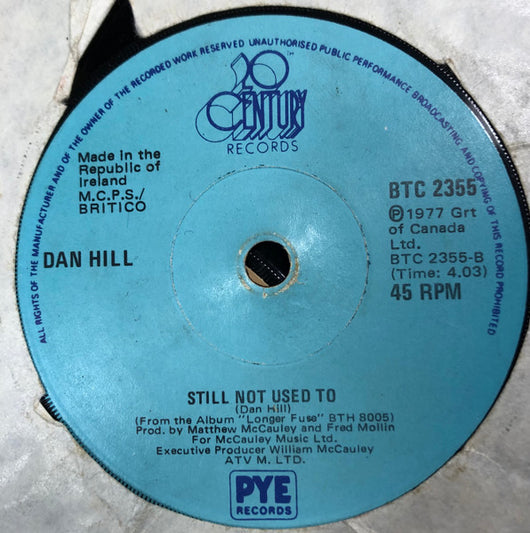 ALL RIGHTS OF THE MANUFACTURER AND OF THE OWNER OF THE RECORDED WORK RESERVED UNAUTHORISED PUBLIC PERFORMANCE BROADCASTING AND COPYING OF THIS RECORD PROHIBITED
20
CENTURY
RECORDS
Made in the
Republic of
Ireland
M.C.P.S./
BRITICO
DAN HILL
BTC 2355
℗ 1977 Grt
of Canada
Ltd.
BTC 2355-B
(Time: 4.03)
45 RPM
STILL NOT USED TO
(Dan Hill)
(From the Album "Longer Fuse" BTH 8005)
Prod. by Matthew McCauley and Fred Mollin
For McCauley Music Ltd.
Executive Producer William McCauley
ATV M. LTD.
PYE
RECORDS